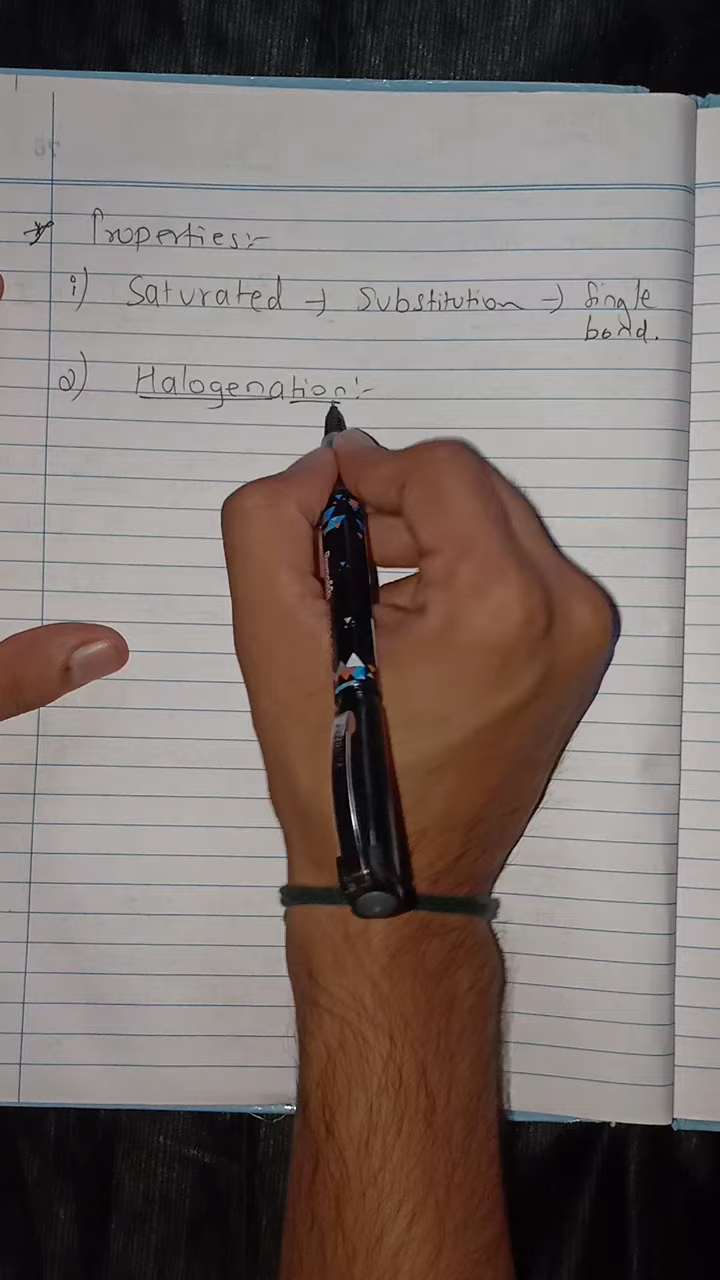 * Properties:-
i) Saturated → Substitution → Single
bond.
2) Halogenation:-